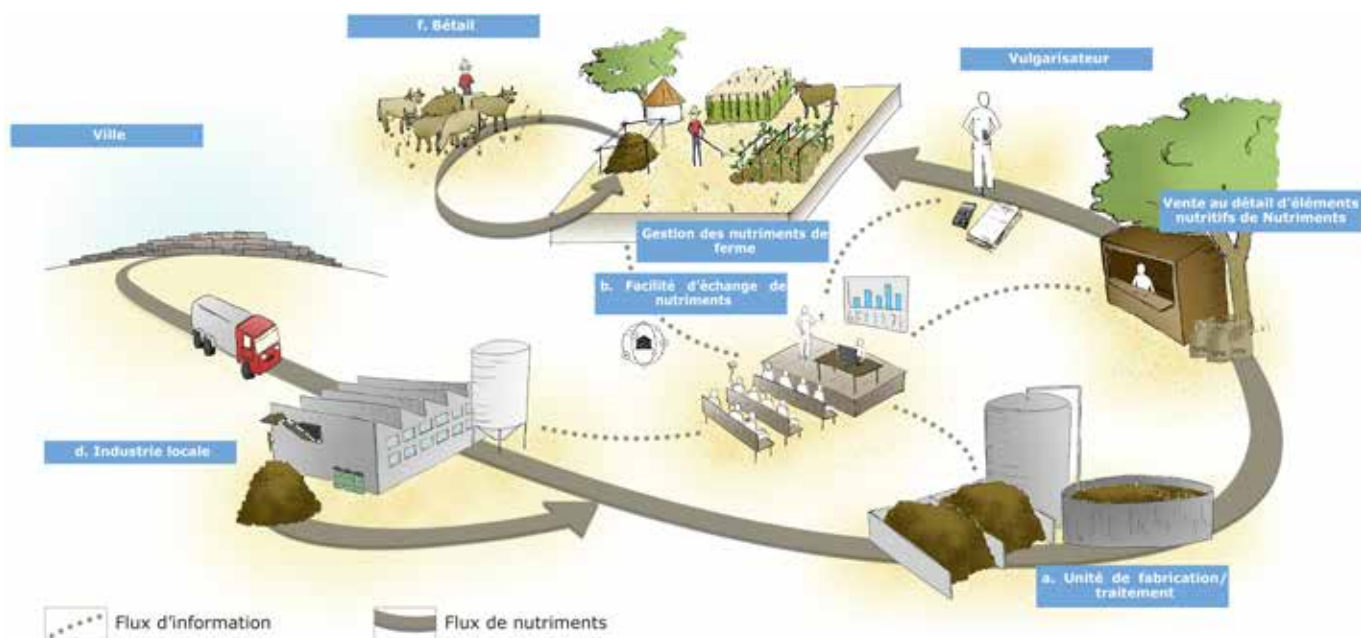 f. Bétail
Vulgarisateur
Ville
Vente au détail d'éléments
nutritifs de Nutriments
Gestion des nutriments de
ferme
b. Facilité d'échange de
nutriments
d. Industrie locale
a. Unité de fabrication/
traitement
Flux d'information
Flux de nutriments